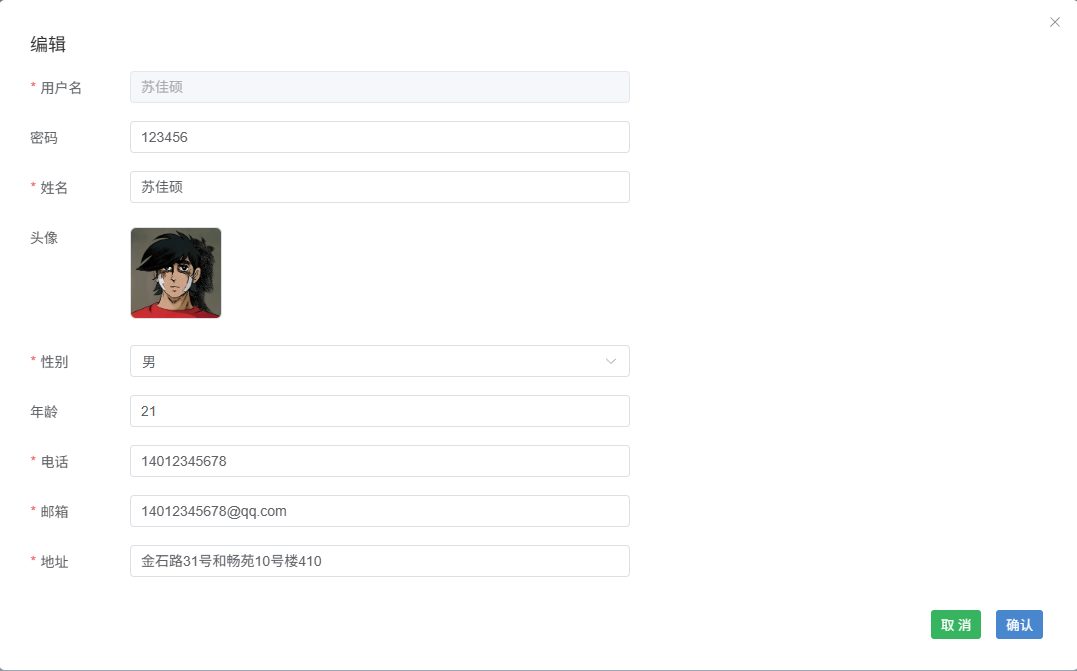 编辑
* 用户名 苏佳硕
密码 123456
* 姓名 苏佳硕
头像
* 性别 男
年龄 21
* 电话 14012345678
* 邮箱 14012345678@qq.com
* 地址 金石路31号和畅苑10号楼410
取 消 确认